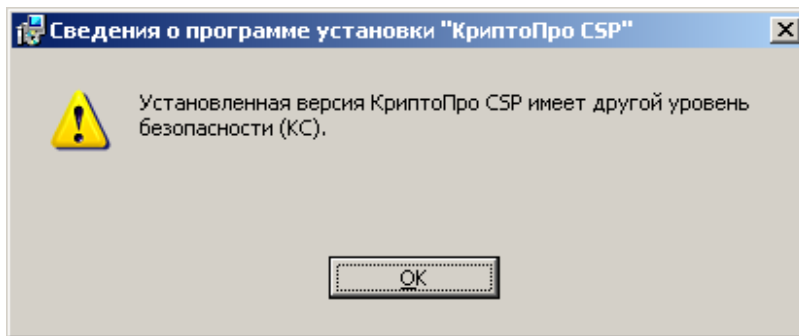 Сведения о программе установки "КриптоПро CSP"
Установленная версия КриптоПро CSP имеет другой уровень
безопасности (КС).
OK